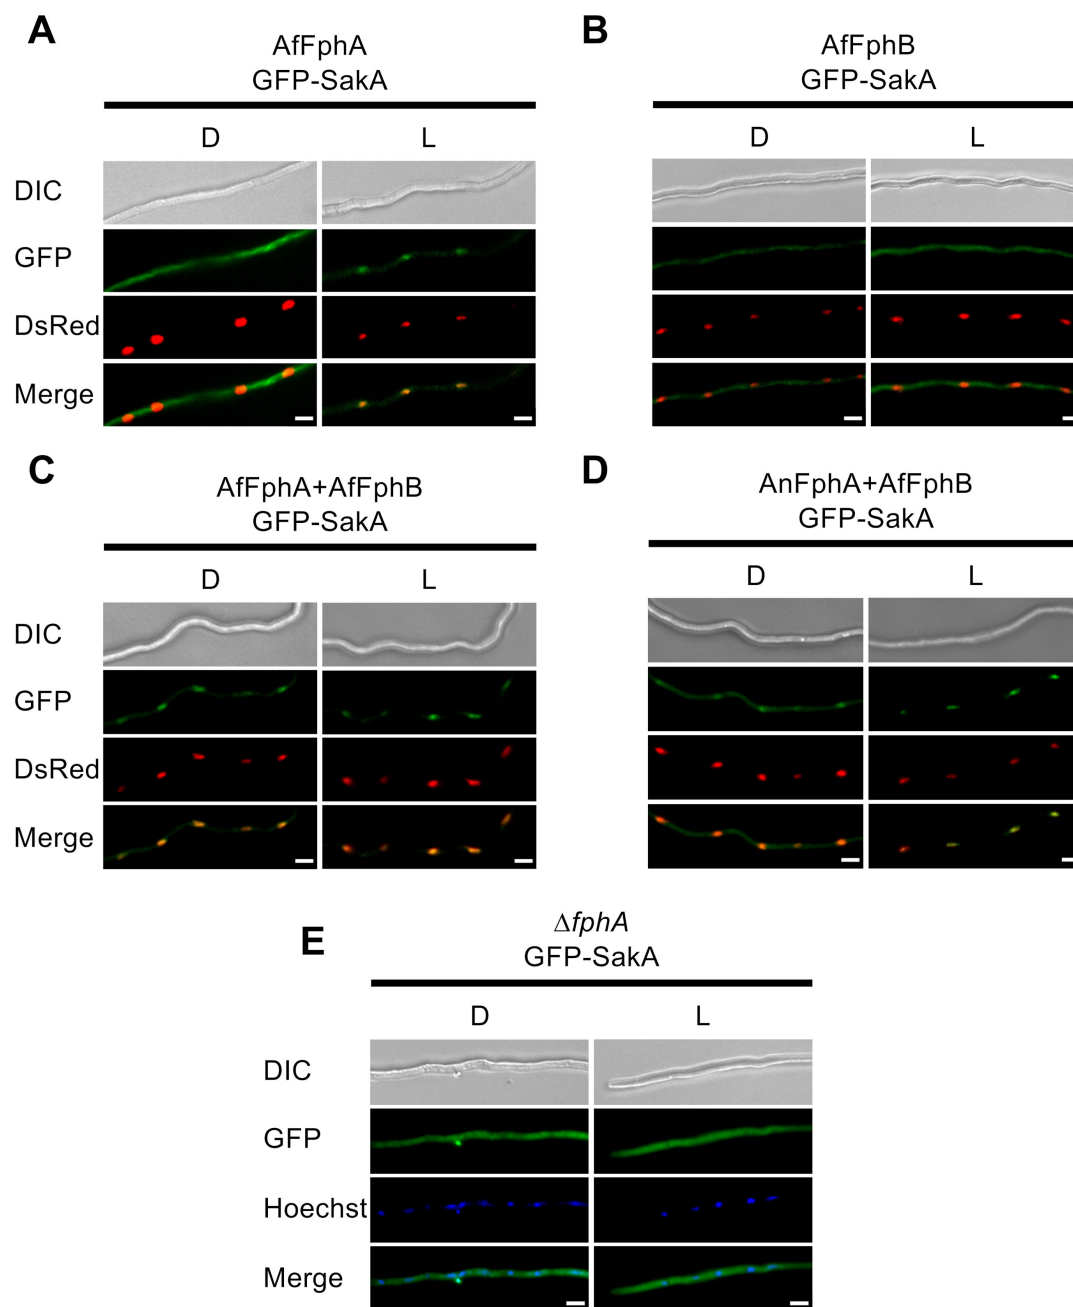 A
AfFphA
GFP-SakA
D
L
DIC
GFP
DsRed
Merge
B
AfFphB
GFP-SakA
D
L
C
AfFphA+AfFphB
GFP-SakA
D
L
DIC
GFP
DsRed
Merge
D
AnFphA+AfFphB
GFP-SakA
D
L
E
ΔfphA
GFP-SakA
D
L
DIC
GFP
Hoechst
Merge